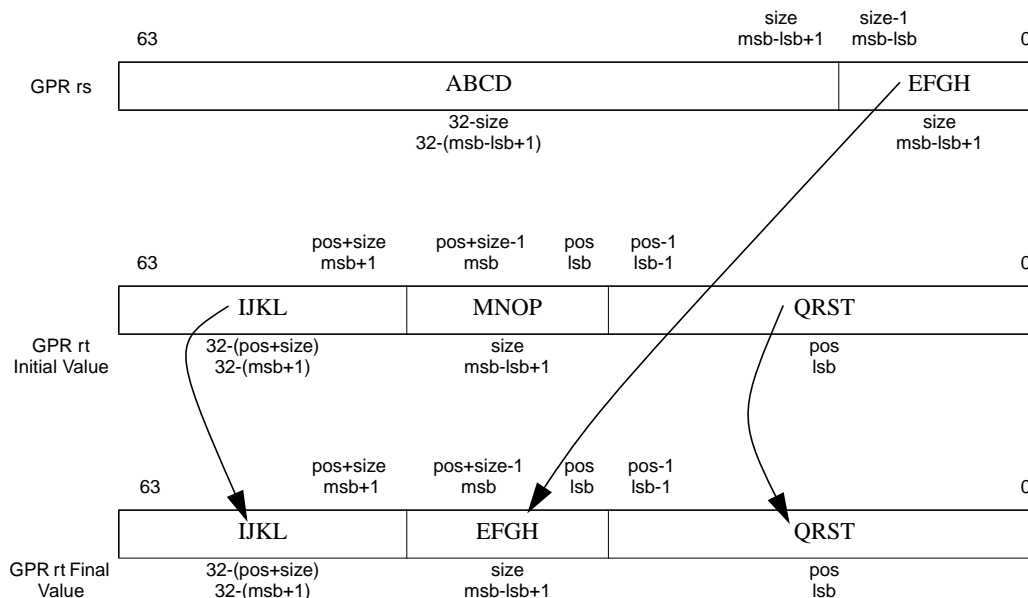 size size-1
63 msb-lsb+1 msb-lsb 0
GPR rs ABCD EFGH
32-size size
32-(msb-lsb+1) msb-lsb+1
pos+size pos+size-1 pos pos-1
63 msb+1 msb lsb lsb-1 0
IJKL MNOP QRST
GPR rt 32-(pos+size) size pos
Initial Value 32-(msb+1) msb-lsb+1 lsb
pos+size pos+size-1 pos pos-1
63 msb+1 msb lsb lsb-1 0
IJKL EFGH QRST
GPR rt Final 32-(pos+size) size pos
Value 32-(msb+1) msb-lsb+1 lsb